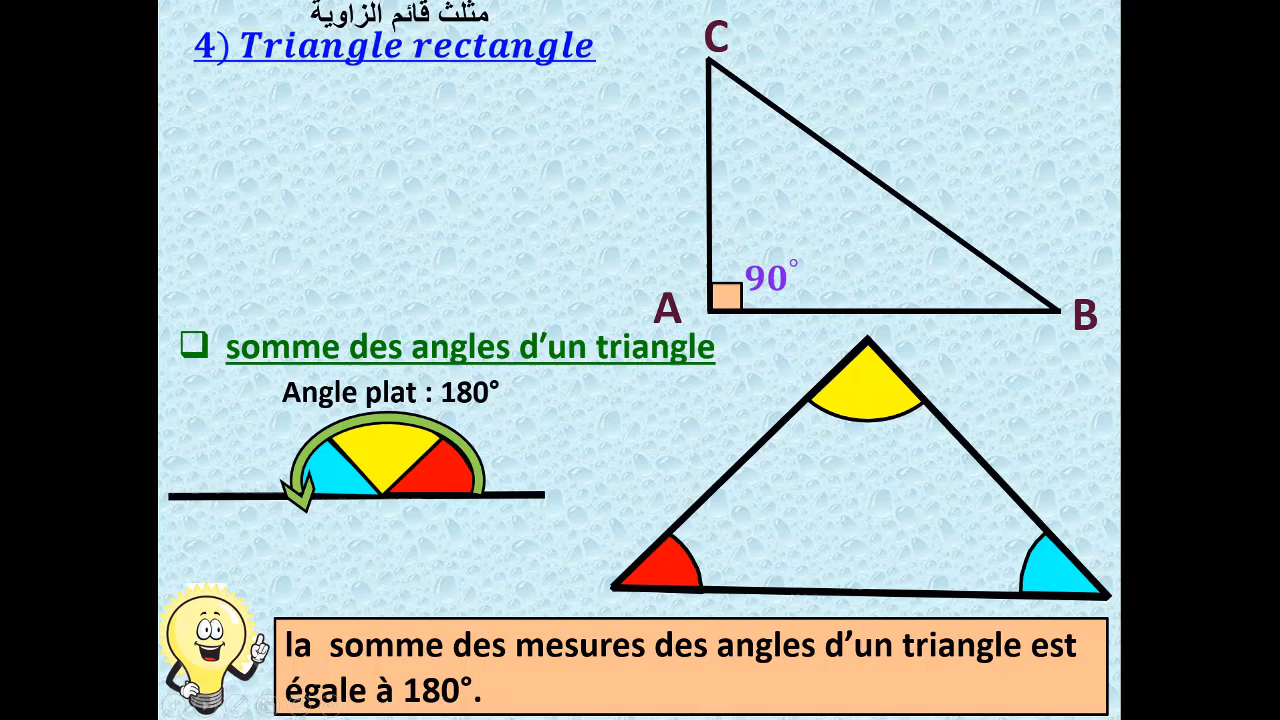 مثلث قائم الزاوية
4) Triangle rectangle
C
90°
A
B
❑ somme des angles d’un triangle
Angle plat : 180°
la somme des mesures des angles d’un triangle est
égale à 180°.